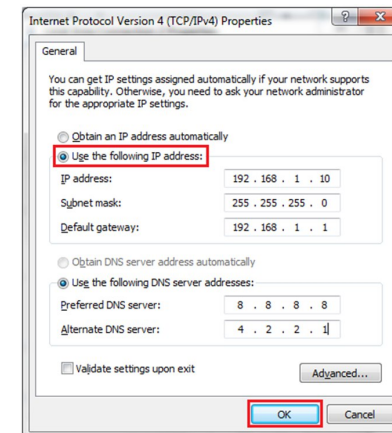 Internet Protocol Version 4 (TCP/IPv4) Properties
General
You can get IP settings assigned automatically if your network supports
this capability. Otherwise, you need to ask your network administrator
for the appropriate IP settings.
Obtain an IP address automatically
Use the following IP address:
IP address: 192 . 168 . 1 . 10
Subnet mask: 255 . 255 . 255 . 0
Default gateway: 192 . 168 . 1 . 1
Obtain DNS server address automatically
Use the following DNS server addresses:
Preferred DNS server: 8 . 8 . 8 . 8
Alternate DNS server: 4 . 2 . 2 . 1
Validate settings upon exit
Advanced...
OK Cancel